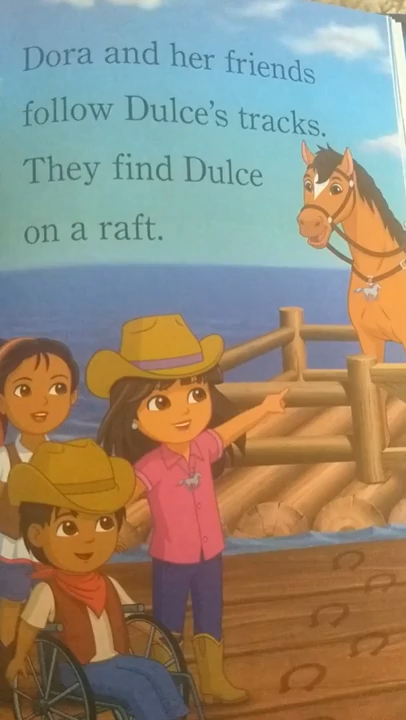 Dora and her friends
follow Dulce's tracks.
They find Dulce
on a raft.